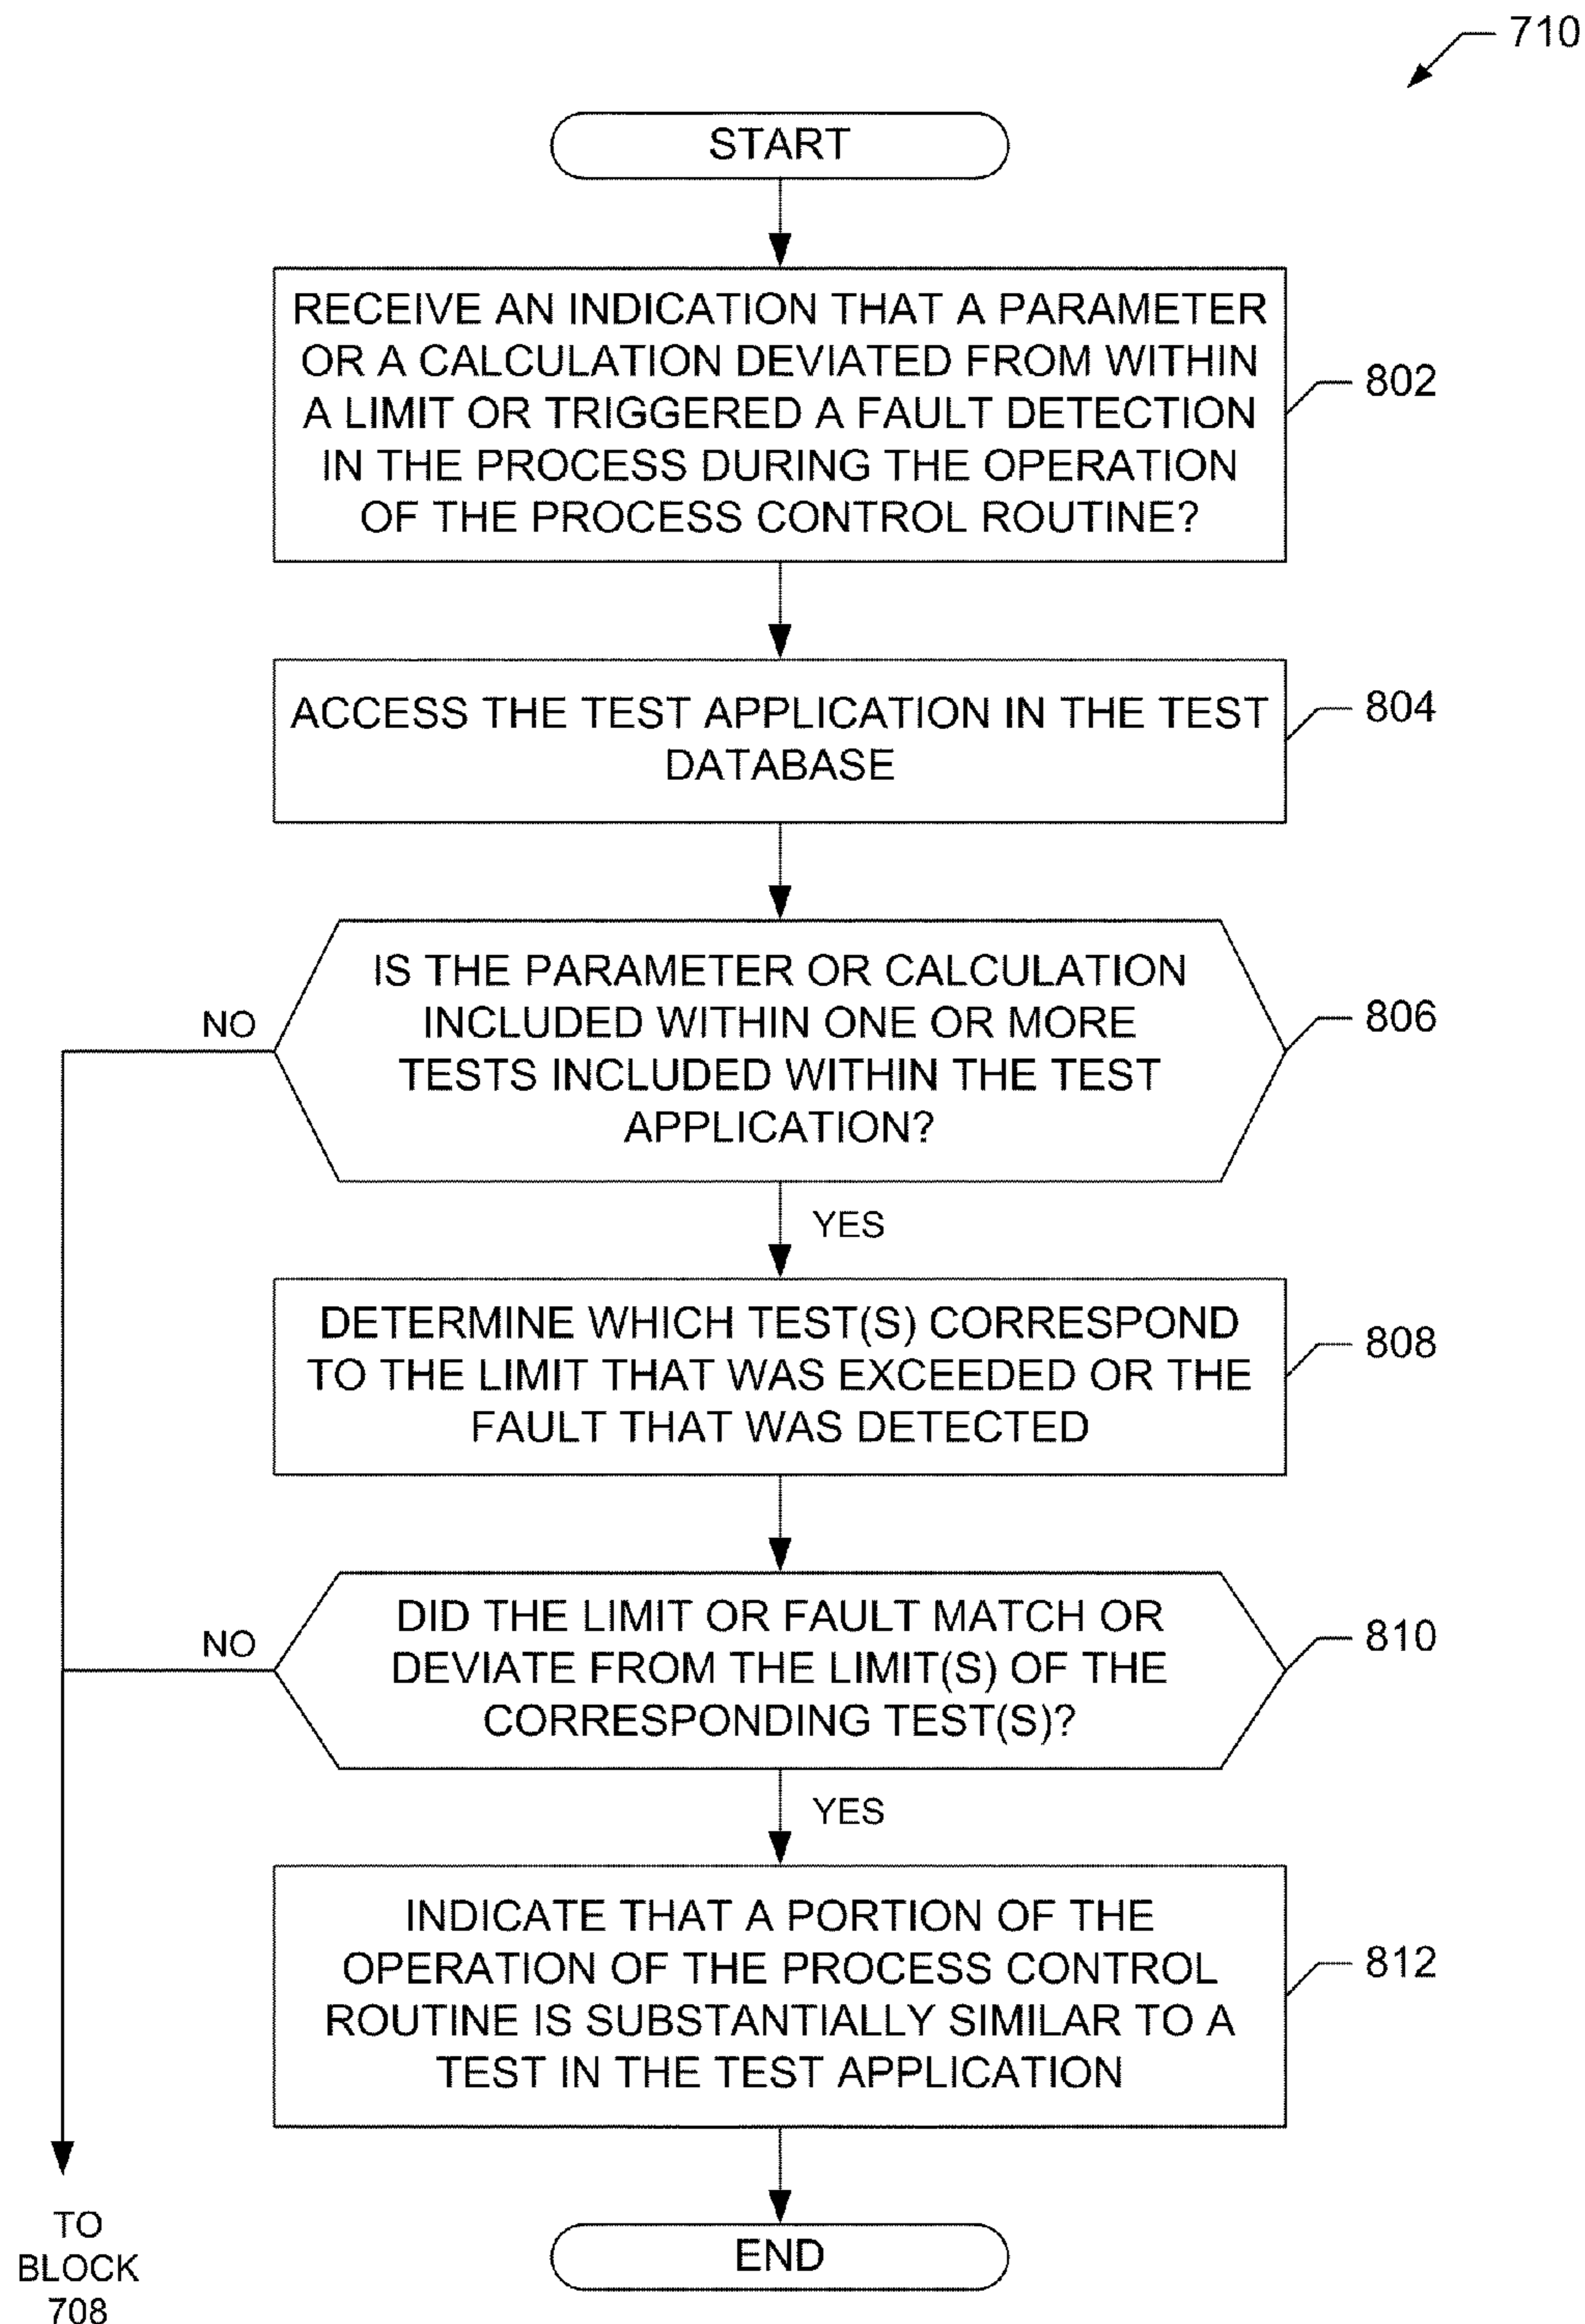 710
START
RECEIVE AN INDICATION THAT A PARAMETER
OR A CALCULATION DEVIATED FROM WITHIN
A LIMIT OR TRIGGERED A FAULT DETECTION
IN THE PROCESS DURING THE OPERATION
OF THE PROCESS CONTROL ROUTINE?
802
ACCESS THE TEST APPLICATION IN THE TEST
DATABASE
804
IS THE PARAMETER OR CALCULATION
INCLUDED WITHIN ONE OR MORE
TESTS INCLUDED WITHIN THE TEST
APPLICATION?
806
NO
YES
DETERMINE WHICH TEST(S) CORRESPOND
TO THE LIMIT THAT WAS EXCEEDED OR THE
FAULT THAT WAS DETECTED
808
DID THE LIMIT OR FAULT MATCH OR
DEVIATE FROM THE LIMIT(S) OF THE
CORRESPONDING TEST(S)?
810
NO
YES
INDICATE THAT A PORTION OF THE
OPERATION OF THE PROCESS CONTROL
ROUTINE IS SUBSTANTIALLY SIMILAR TO A
TEST IN THE TEST APPLICATION
812
TO
BLOCK
708
END